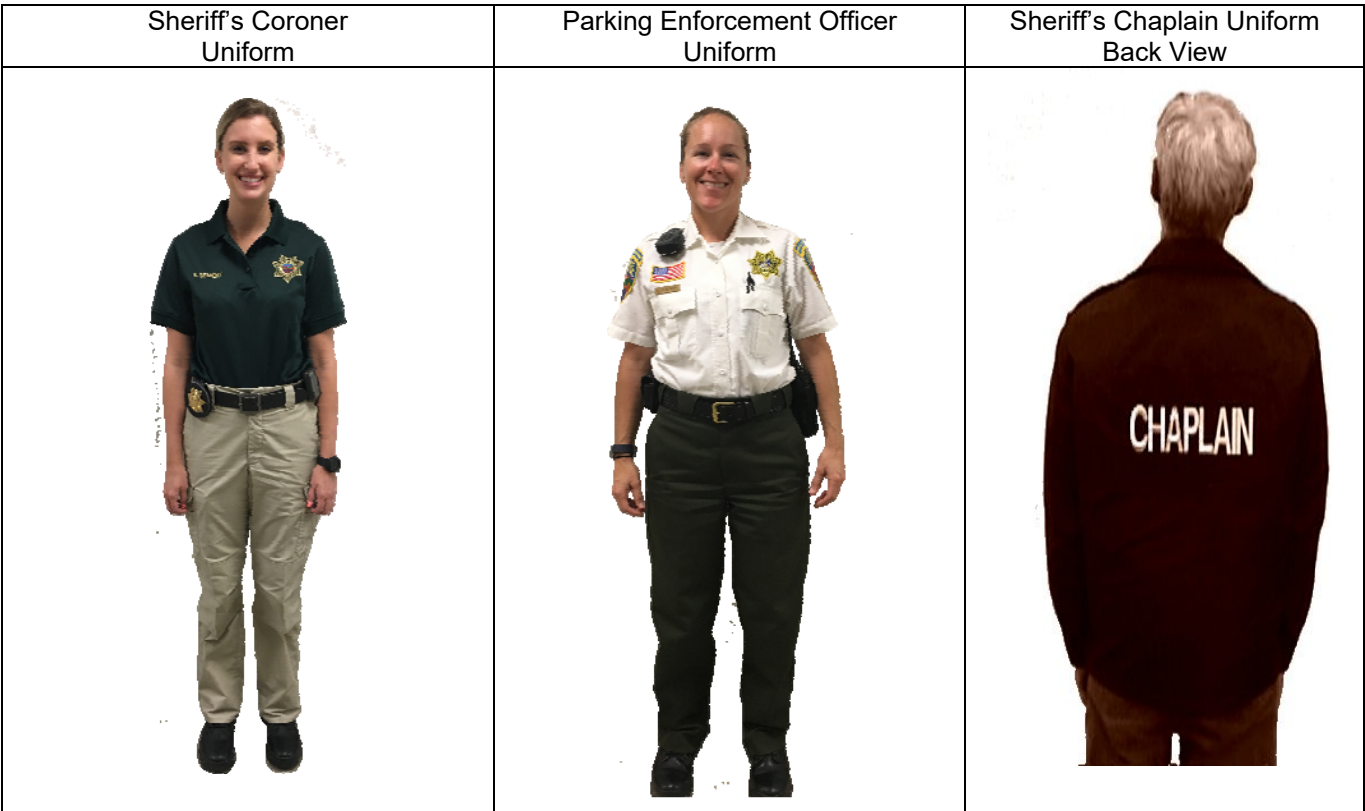 Sheriff’s Coroner
Uniform
Parking Enforcement Officer
Uniform
Sheriff’s Chaplain Uniform
Back View
CHAPLAIN